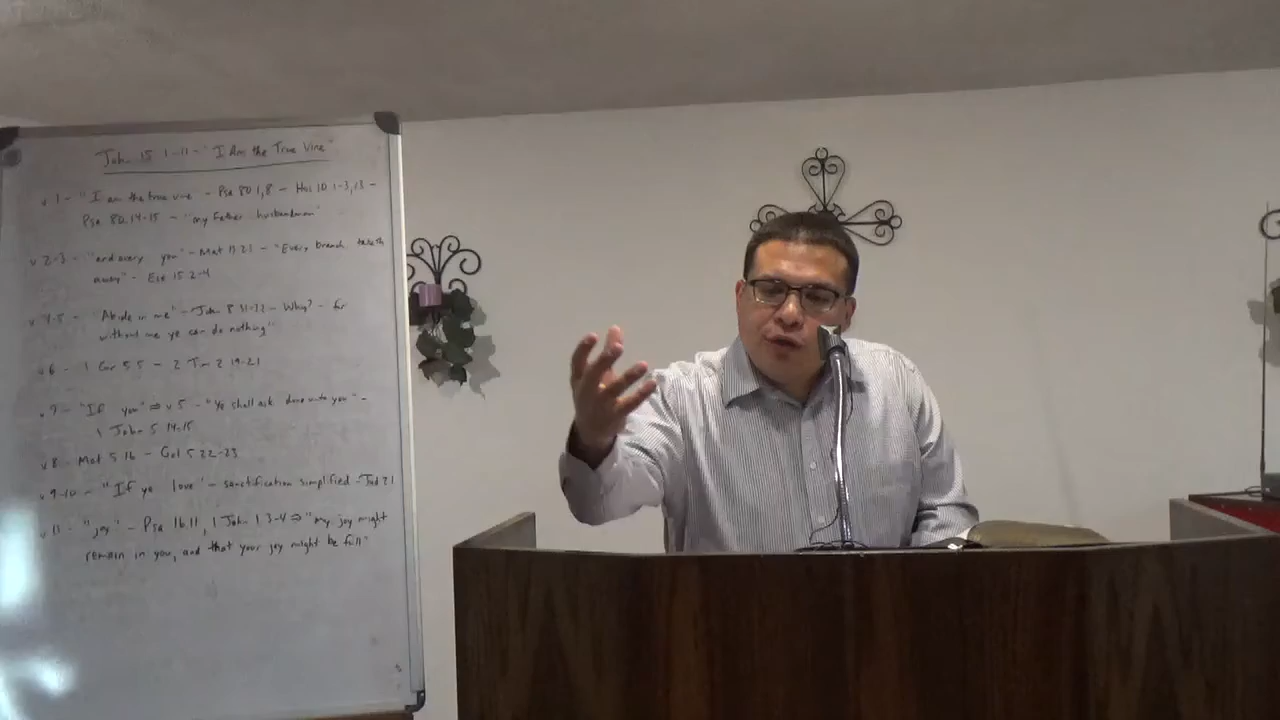 John 15 1-11 - "I Am the True Vine"
v 1 - "I am the true vine - Psa 80 1,8 - Hos 10 1-3,13 -
Psa 80.14-15 - "my Father husbandman"
v 2-3 - "and every you" - Mat 13 21 - "Every branch taketh
away" - Eze 15 2-4
v 4-5 - "Abide in me" - John 8 31-32 - Why? - for
without me ye can do nothing"
v 6 - 1 Cor 5 5 - 2 Tim 2 19-21
v 7 - "If you" ⇒ v 5 - "Ye shall ask done unto you" -
1 John 5 14-15
v 8 - Mat 5 16 - Gal 5 22-23
v 9-10 - "If ye love" - sanctification simplified - Jud 21
v 11 - "joy" - Psa 16 11, 1 John 1 3-4 ⇒ "my joy might
remain in you, and that your joy might be full"